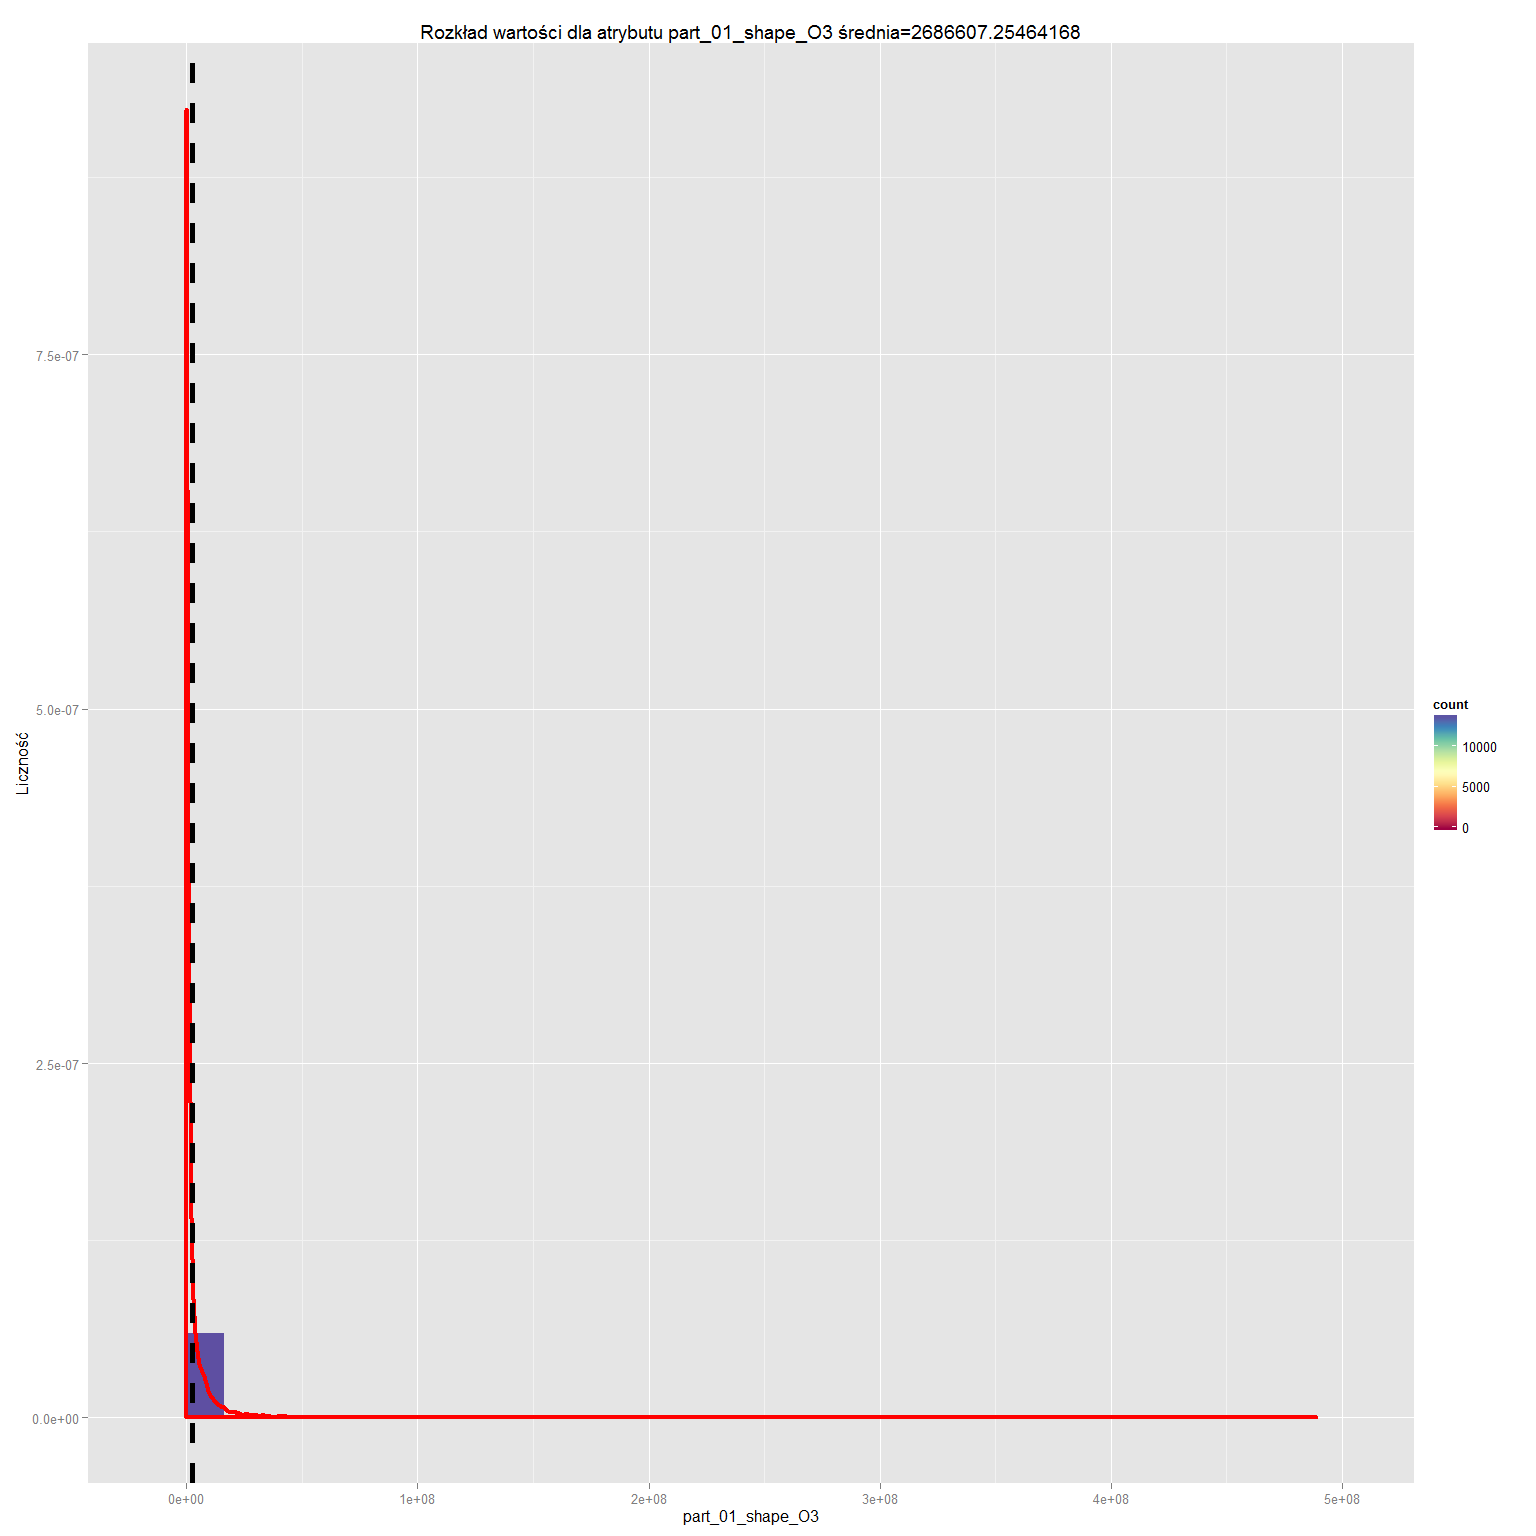 Rozkład wartości dla atrybutu part_01_shape_O3 średnia=2686607.25464168
7.5e-07
5.0e-07
2.5e-07
0.0e+00
Liczność
0e+00 1e+08 2e+08 3e+08 4e+08 5e+08
part_01_shape_O3
count
10000
5000
0